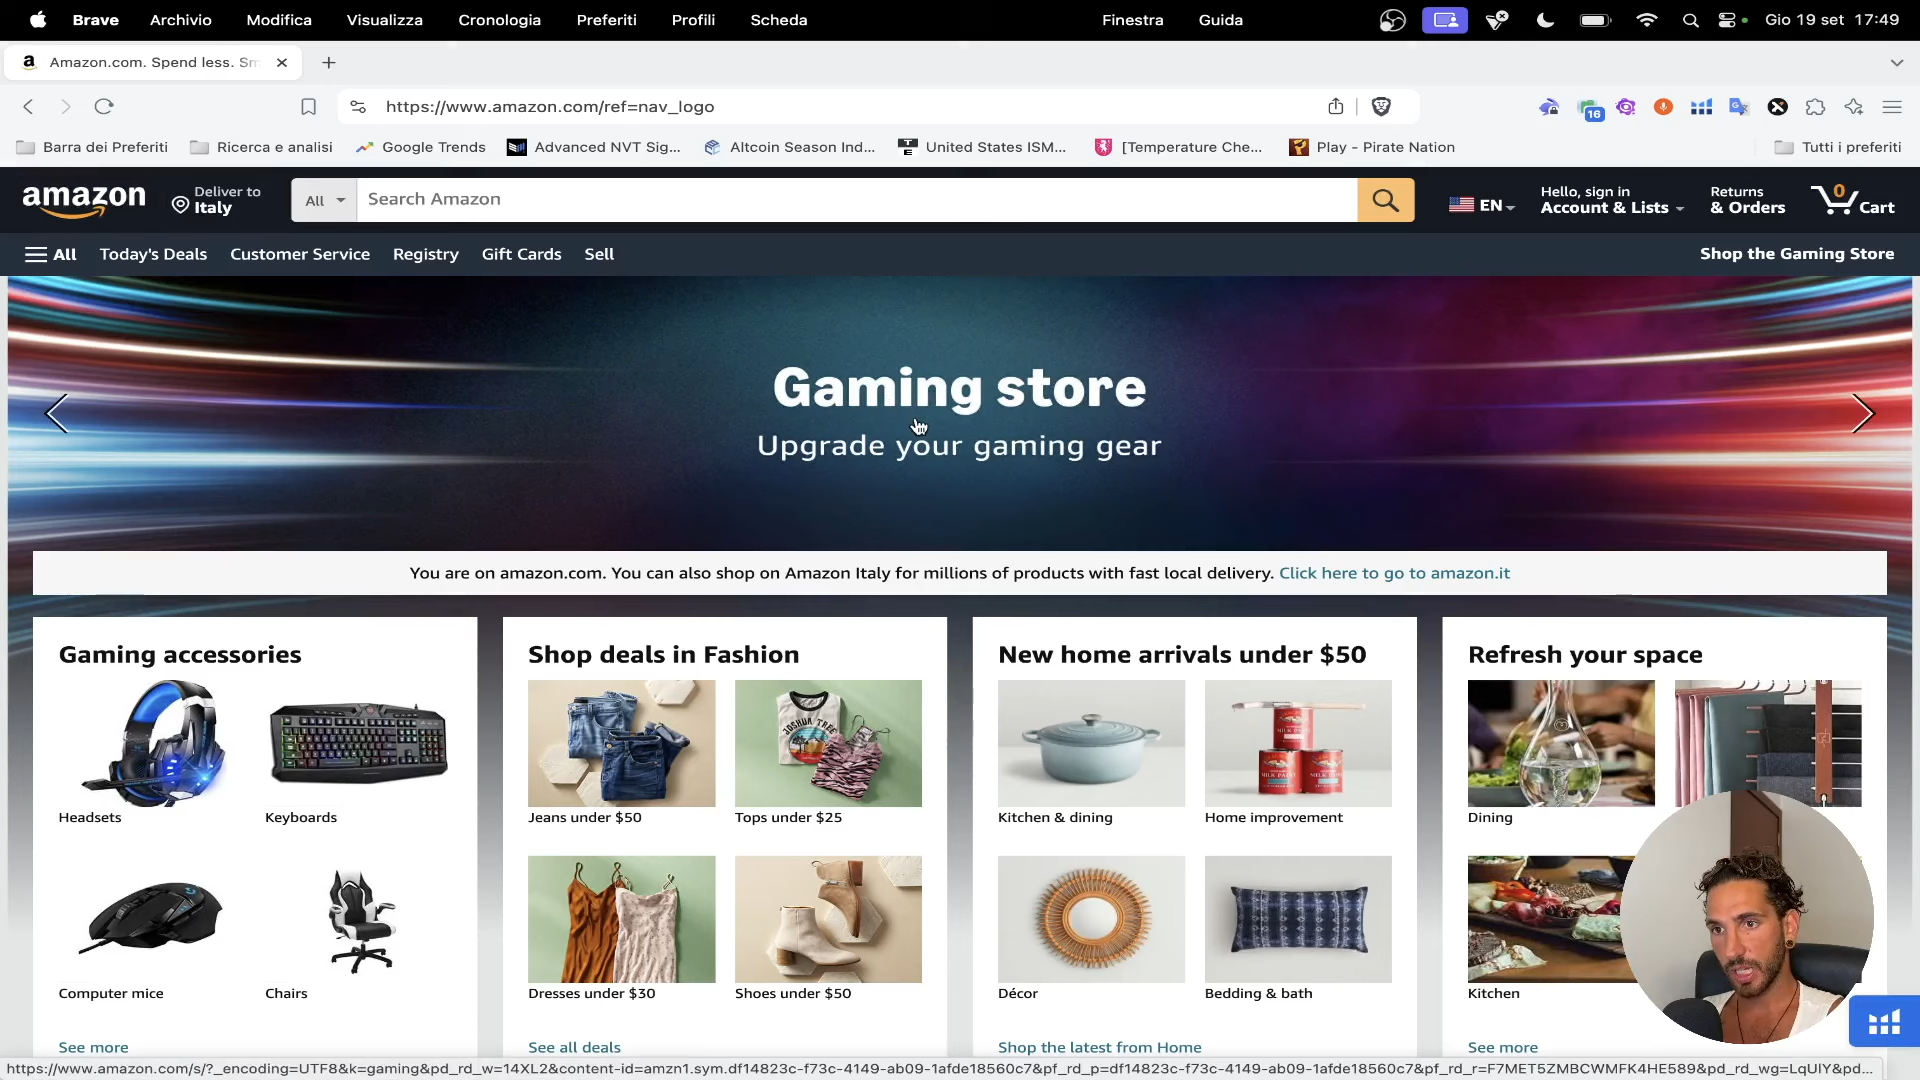 Brave Archivio Modifica Visualizza Cronologia Preferiti Profili Scheda Finestra Guida Gio 19 set 17:49
Amazon.com. Spend less. Sm
https://www.amazon.com/ref=nav_logo
16
Barra dei Preferiti Ricerca e analisi Google Trends Advanced NVT Sig... Altcoin Season Ind... United States ISM... [Temperature Che... Play - Pirate Nation Tutti i preferiti
amazon
Deliver to
Italy
All
Search Amazon
EN
Hello, sign in
Account & Lists
Returns
& Orders
0
Cart
All Today's Deals Customer Service Registry Gift Cards Sell Shop the Gaming Store
Gaming store
Upgrade your gaming gear
You are on amazon.com. You can also shop on Amazon Italy for millions of products with fast local delivery. Click here to go to amazon.it
Gaming accessories
Headsets Keyboards
Computer mice Chairs
See more
Shop deals in Fashion
JOSHUA TREE
Jeans under $50 Tops under $25
Dresses under $30 Shoes under $50
See all deals
New home arrivals under $50
MILK PAINT
MILK PAINT
Kitchen & dining Home improvement
Décor Bedding & bath
Shop the latest from Home
Refresh your space
Dining
Kitchen
See more
https://www.amazon.com/s/?_encoding=UTF8&k=gaming&pd_rd_w=14XL2&content-id=amzn1.sym.df14823c-f73c-4149-ab09-1afde18560c7&pf_rd_p=df14823c-f73c-4149-ab09-1afde18560c7&pf_rd_r=F7MET5ZMBCWMFK4HE589&pd_rd_wg=LqUlY&pd...